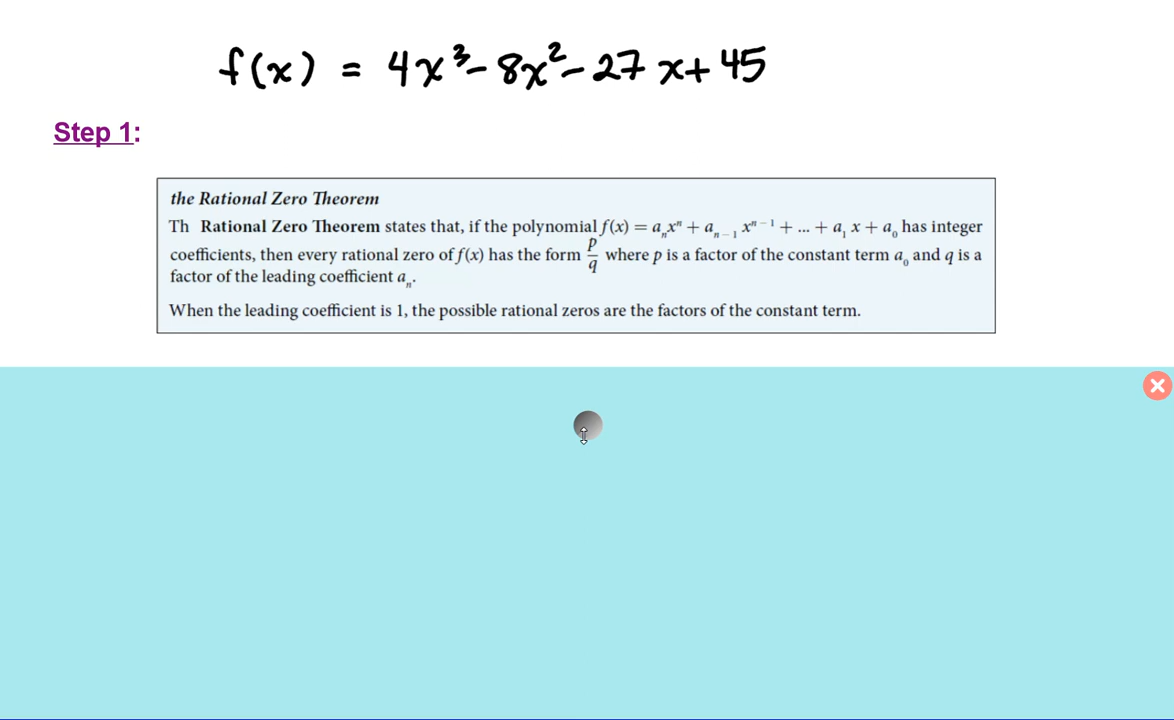 f(x) = 4x³ - 8x² - 27x + 45
Step 1:
the Rational Zero Theorem
Th Rational Zero Theorem states that, if the polynomial f(x) = aₙxⁿ + aₙ₋₁ xⁿ⁻¹ + ... + a₁ x + a₀ has integer
coefficients, then every rational zero of f(x) has the form p/q where p is a factor of the constant term a₀ and q is a
factor of the leading coefficient aₙ.
When the leading coefficient is 1, the possible rational zeros are the factors of the constant term.